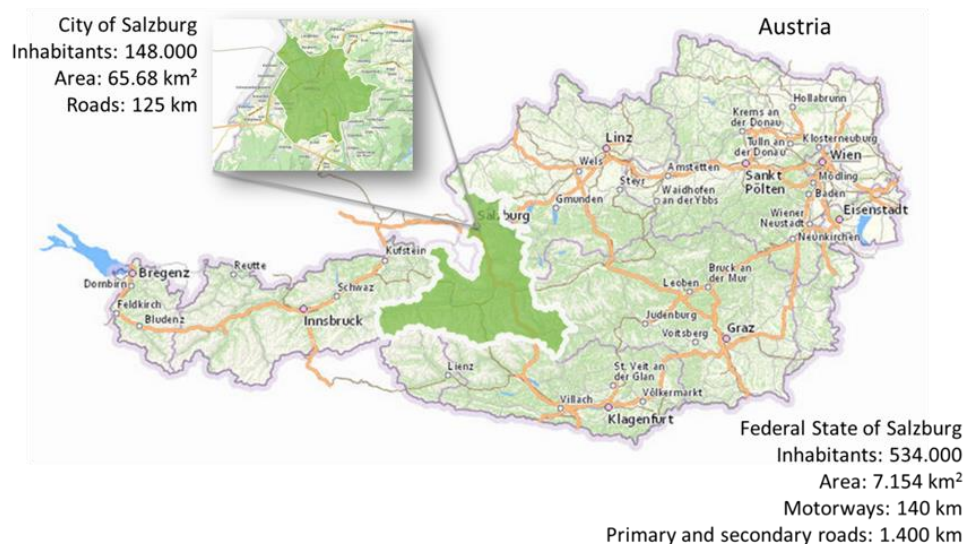 City of Salzburg
Inhabitants: 148.000
Area: 65.68 km²
Roads: 125 km
Austria
Hollabrunn
Krems an
der Donau
Klosterneuburg
Tulln an
der Donau
Linz
Wien
Wels
Amstetten
Sankt
Pölten
Mödling
Steyr
Waidhofen
an der Ybbs
Baden
Gmunden
Salzburg
Wiener
Neustadt
Eisenstadt
Neunkirchen
Kufstein
Bregenz
Reutte
Dornbirn
Schwaz
Bruck an
der Mur
Leoben
Feldkirch
Innsbruck
Bludenz
Judenburg
Voitsberg
Graz
Lienz
St. Veit an
der Glan
Völkermarkt
Villach
Klagenfurt
Federal State of Salzburg
Inhabitants: 534.000
Area: 7.154 km²
Motorways: 140 km
Primary and secondary roads: 1.400 km